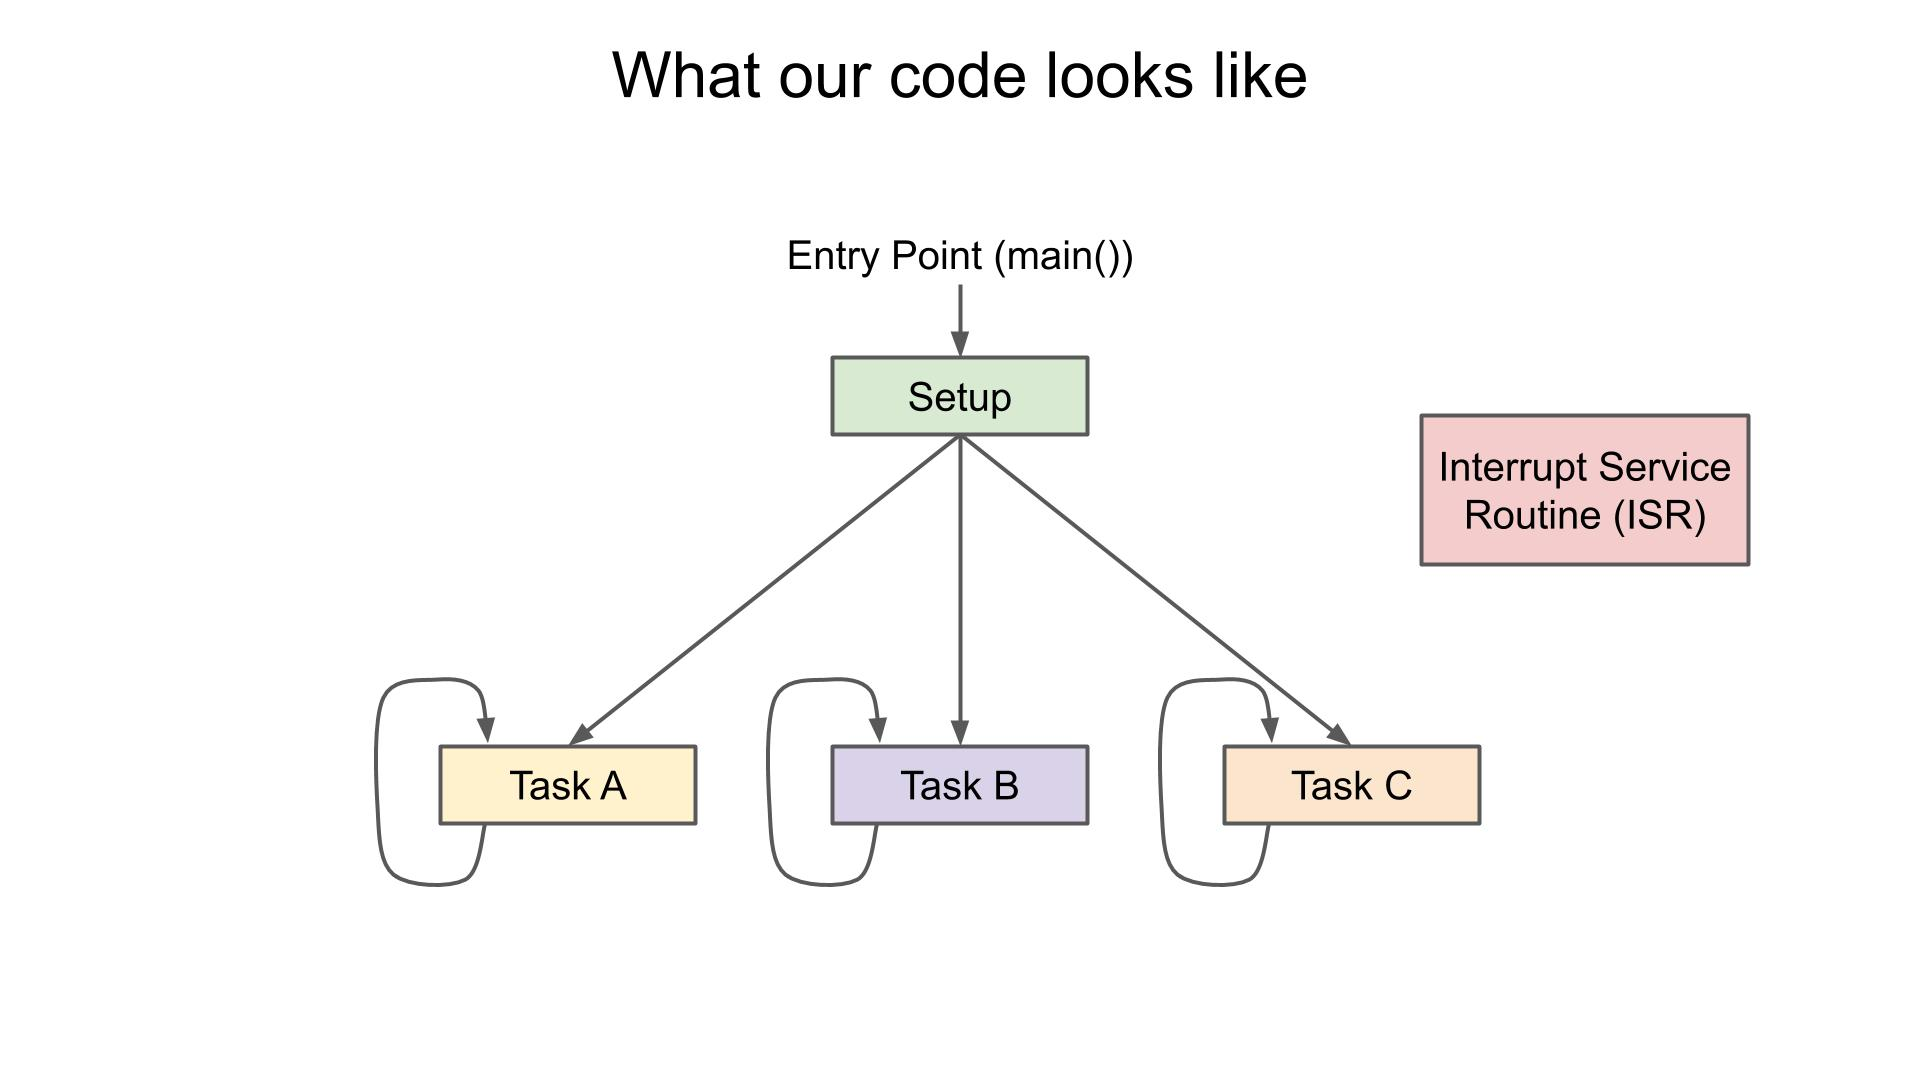 What our code looks like
Entry Point (main())
Setup
Interrupt Service
Routine (ISR)
Task A
Task B
Task C